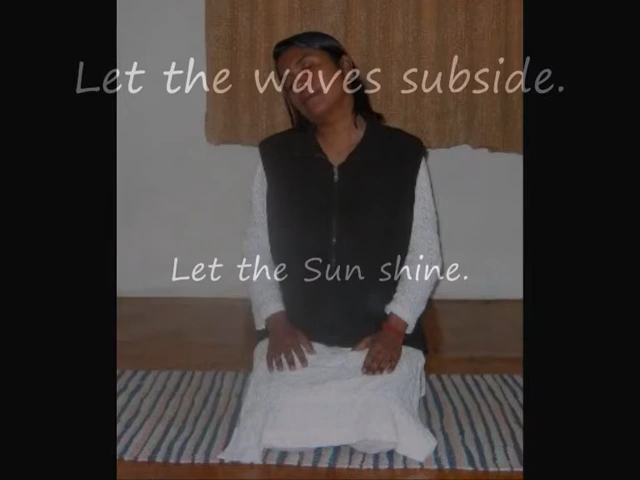 Let the waves subside.
Let the Sun shine.